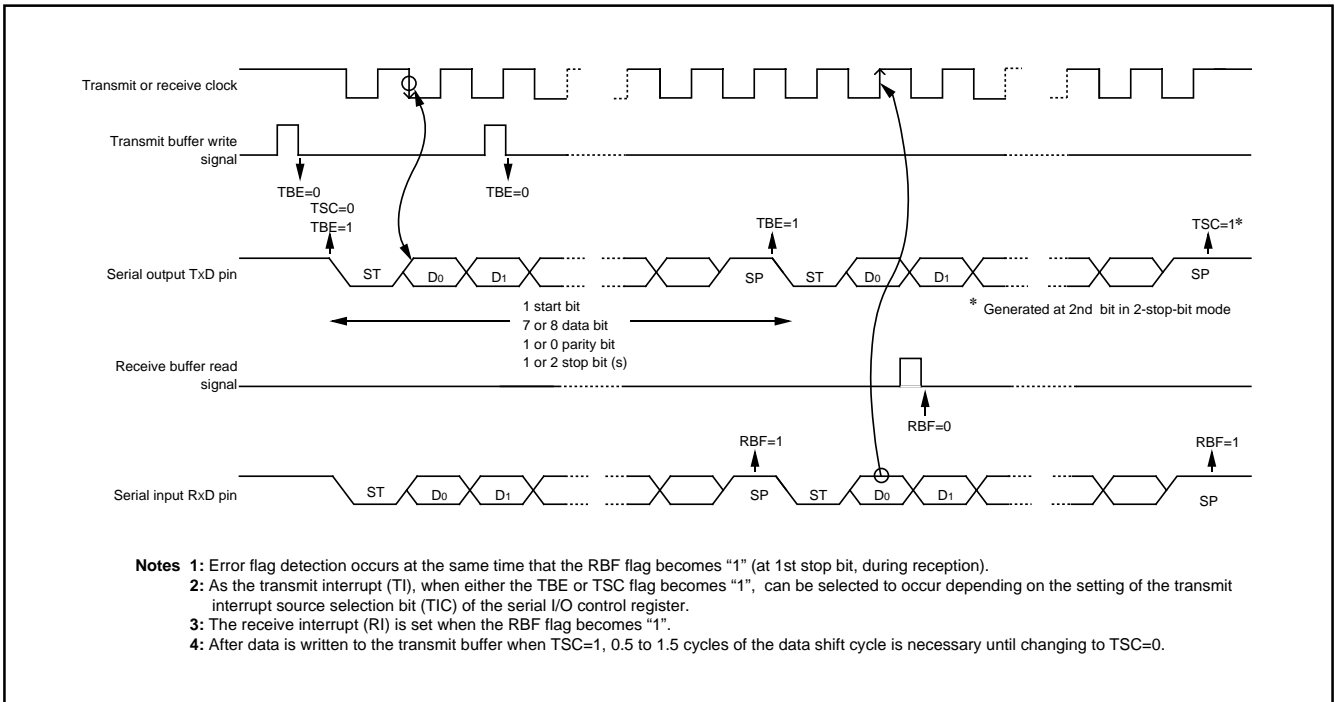 Transmit or receive clock
Transmit buffer write
signal
TBE=0
TBE=0
TSC=0
TBE=1
TBE=1
TSC=1*
Serial output TxD pin
ST
D0
D1
SP
ST
D0
D1
SP
1 start bit
7 or 8 data bit
1 or 0 parity bit
1 or 2 stop bit (s)
* Generated at 2nd bit in 2-stop-bit mode
Receive buffer read
signal
RBF=0
RBF=1
RBF=1
Serial input RxD pin
ST
D0
D1
SP
ST
D0
D1
SP
Notes 1: Error flag detection occurs at the same time that the RBF flag becomes “1” (at 1st stop bit, during reception).
2: As the transmit interrupt (TI), when either the TBE or TSC flag becomes “1”, can be selected to occur depending on the setting of the transmit
interrupt source selection bit (TIC) of the serial I/O control register.
3: The receive interrupt (RI) is set when the RBF flag becomes “1”.
4: After data is written to the transmit buffer when TSC=1, 0.5 to 1.5 cycles of the data shift cycle is necessary until changing to TSC=0.